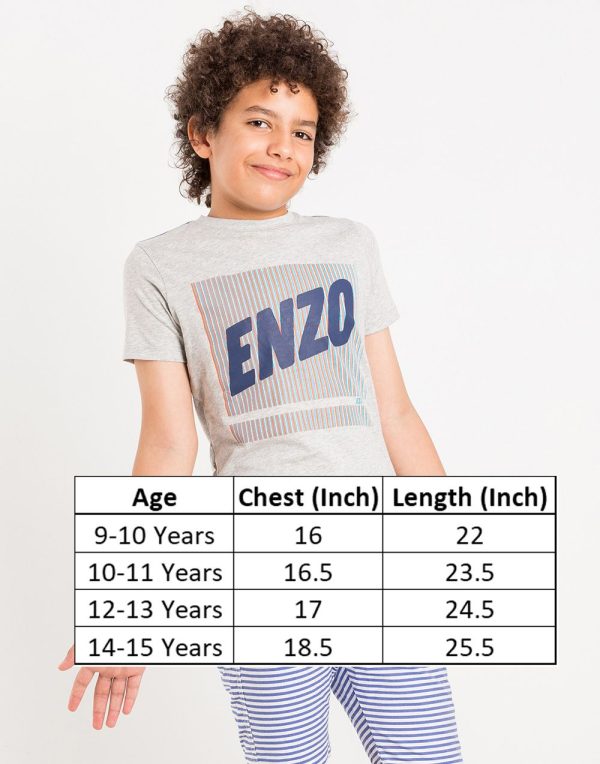 ENZO
Age Chest (Inch) Length (Inch)
9-10 Years 16 22
10-11 Years 16.5 23.5
12-13 Years 17 24.5
14-15 Years 18.5 25.5